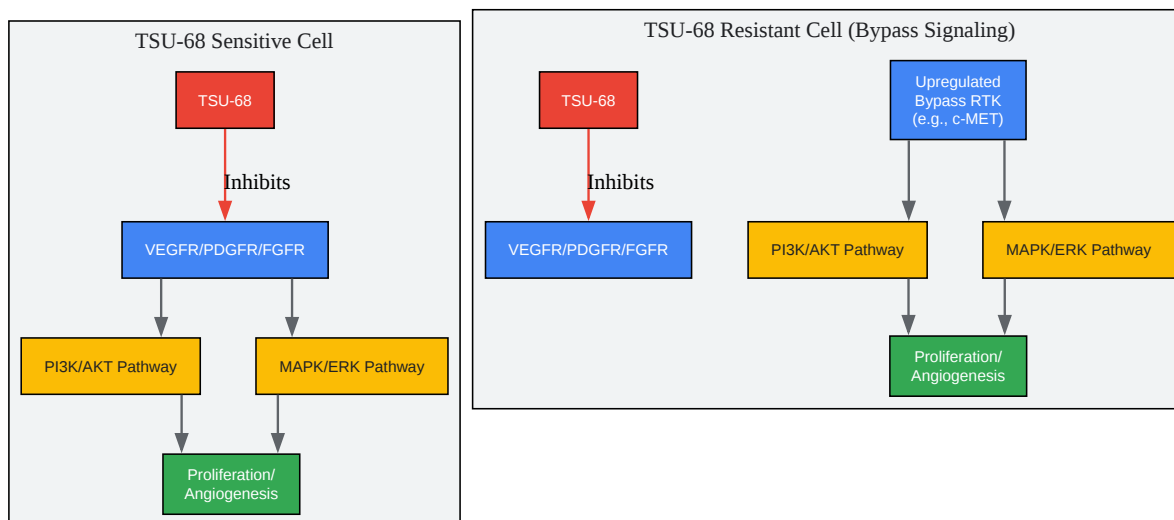 TSU-68 Sensitive Cell
TSU-68
Inhibits
VEGFR/PDGFR/FGFR
PI3K/AKT Pathway
MAPK/ERK Pathway
Proliferation/
Angiogenesis
TSU-68 Resistant Cell (Bypass Signaling)
TSU-68
Inhibits
VEGFR/PDGFR/FGFR
Upregulated
Bypass RTK
(e.g., c-MET)
PI3K/AKT Pathway
MAPK/ERK Pathway
Proliferation/
Angiogenesis